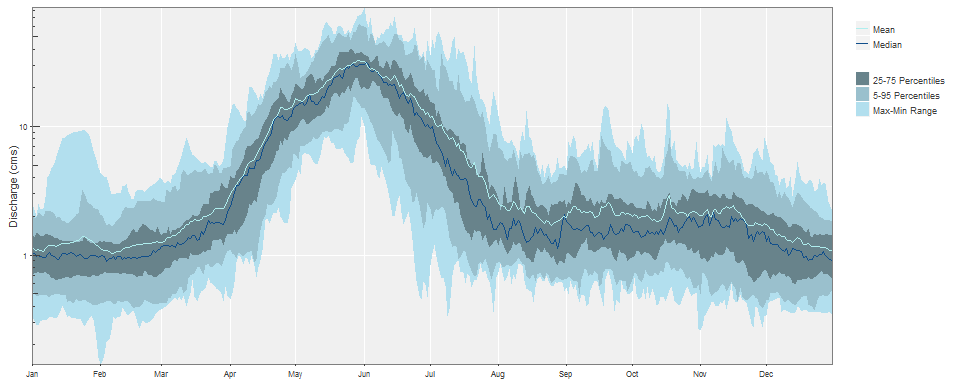 Mean
Median
25-75 Percentiles
5-95 Percentiles
Max-Min Range
Discharge (cms)
10
1
Jan Feb Mar Apr May Jun Jul Aug Sep Oct Nov Dec